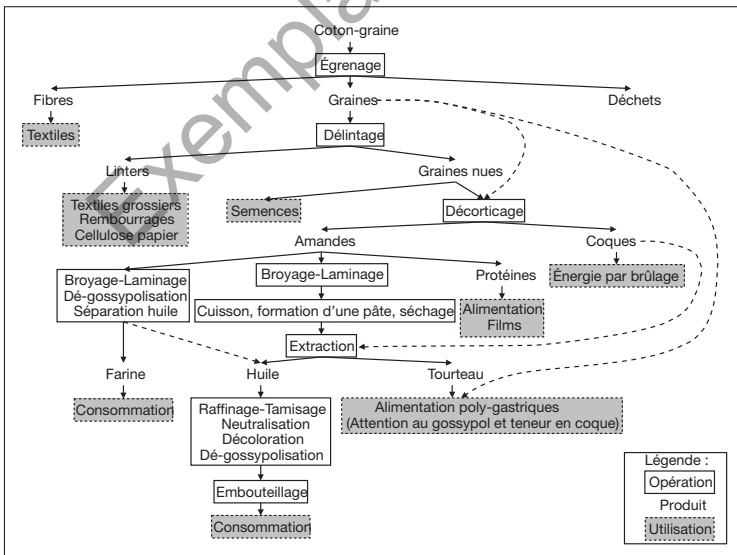 Exempla
Coton-graine
Égrenage
Fibres
Graines
Déchets
Textiles
Délintage
Linters
Graines nues
Textiles grossiers
Rembourrages
Cellulose papier
Semences
Décorticage
Amandes
Coques
Broyage-Laminage
Dé-gossypolisation
Séparation huile
Broyage-Laminage
Protéines
Énergie par brûlage
Cuisson, formation d'une pâte, séchage
Alimentation
Films
Extraction
Farine
Huile
Tourteau
Consommation
Raffinage-Tamisage
Neutralisation
Décoloration
Dé-gossypolisation
Alimentation poly-gastriques
(Attention au gossypol et teneur en coque)
Embouteillage
Consommation
Légende :
Opération
Produit
Utilisation